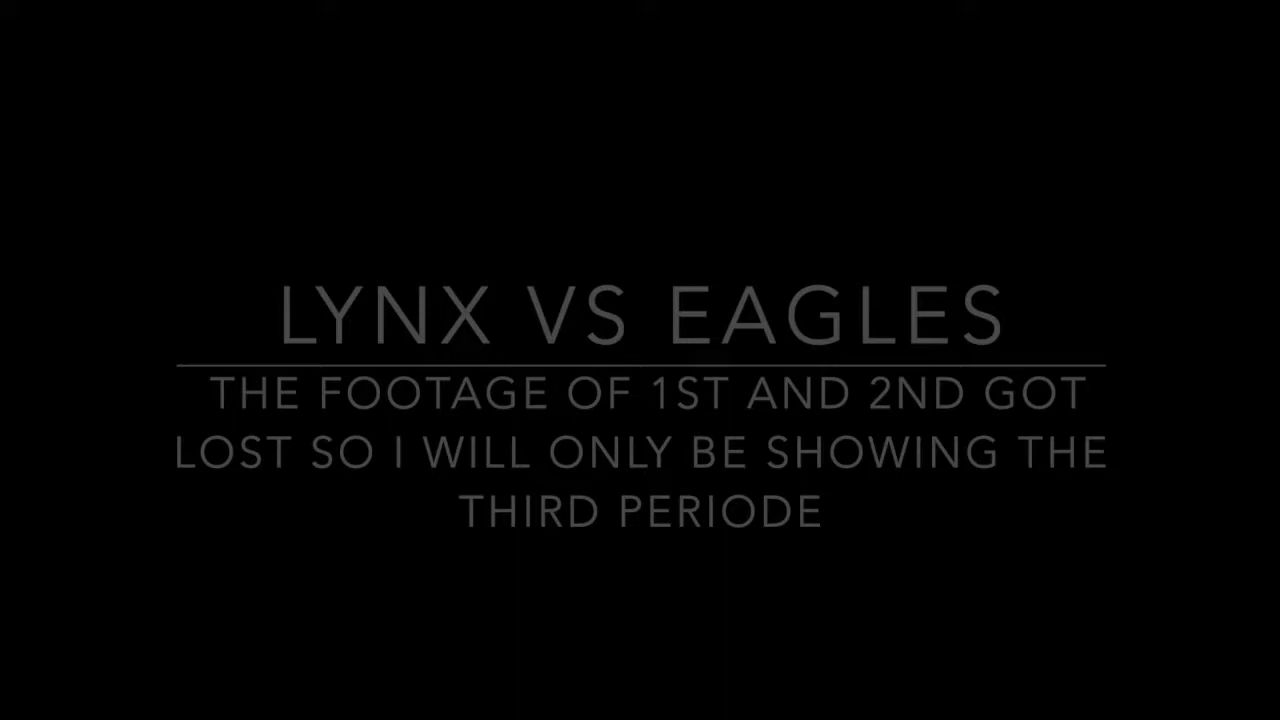 LYNX VS EAGLES
THE FOOTAGE OF 1ST AND 2ND GOT
LOST SO I WILL ONLY BE SHOWING THE
THIRD PERIODE